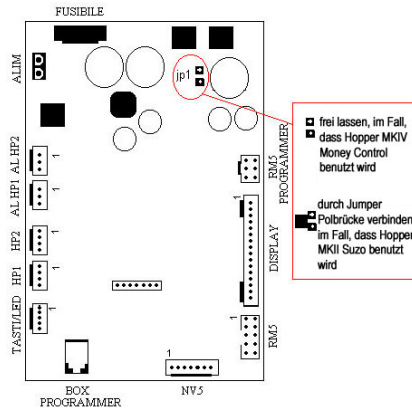 FUSIBILE
ALIM
jp1
AL HP2
1
AL HP1
HP2
1
HP1
1
TASTI/LED
1
RM5
PROGRAMMER
1
DISPLAY
1
RM5
1
BOX
PROGRAMMER
NV5
frei lassen, im Fall,
dass Hopper MKIV
Money Control
benutzt wird
durch Jumper
Polbrücke verbinden
im Fall, dass Hopper
MKII Suzo benutzt
wird